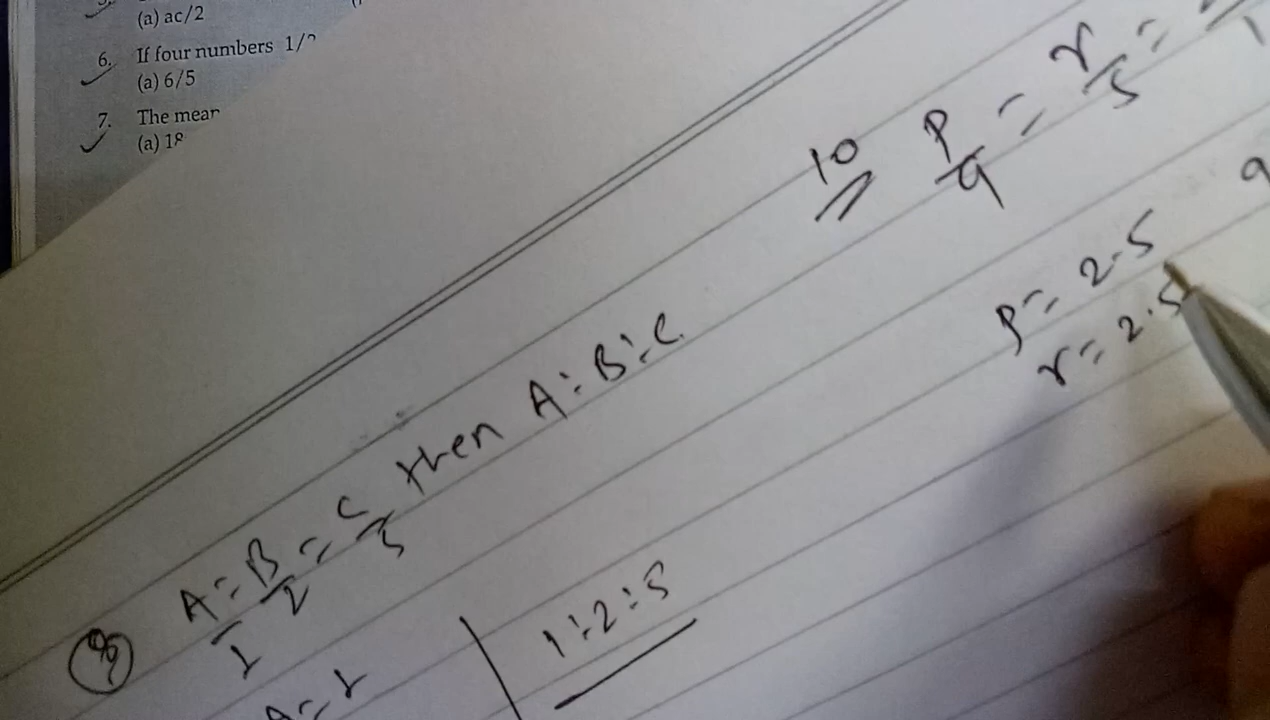 (a) ac/2
6. If four numbers 1/
(a) 6/5
7. The mean
(a) 18
10 p/q = r/s =
p = 2.5
r = 2.5
9 A/1 = B/2 = C/5 then A:B:C
A = 1
1:2:5